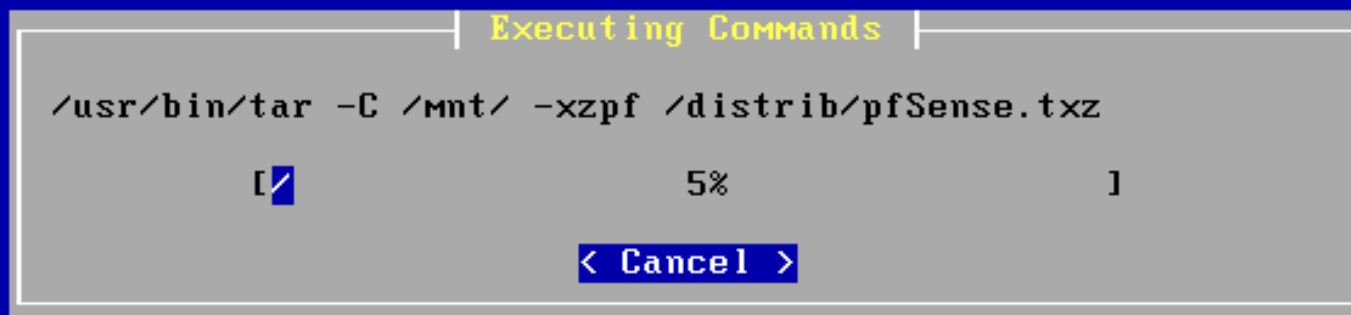 Executing Commands
/usr/bin/tar -C /mnt/ -xzpf /distrib/pfSense.txz
[/ 5% ]
< Cancel >